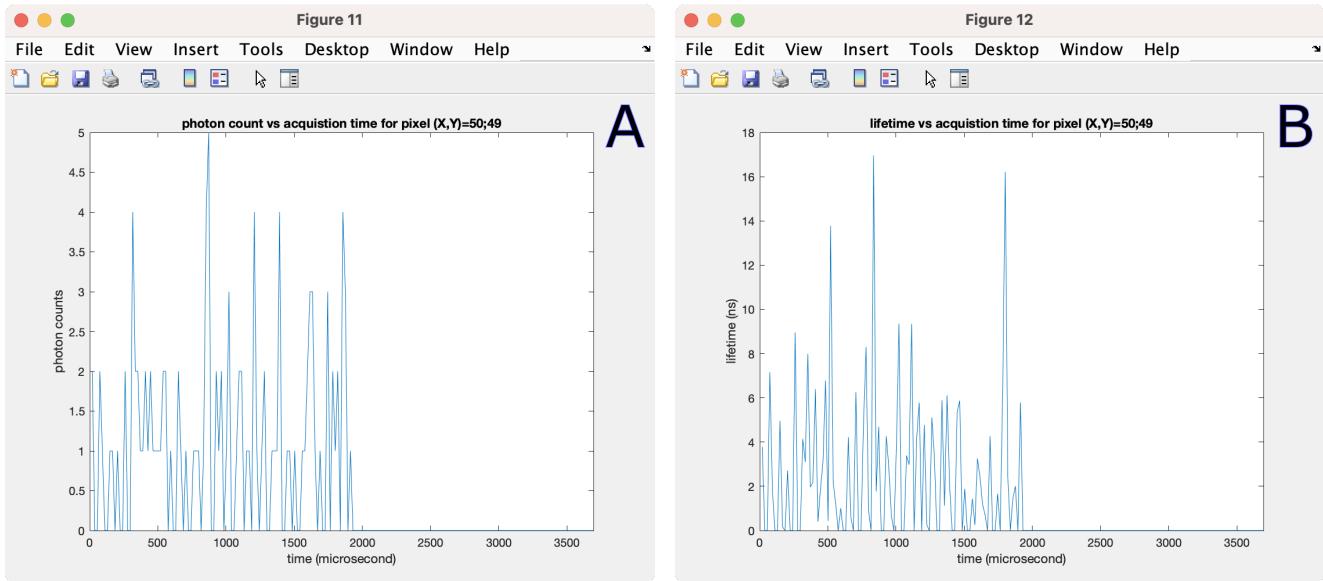 Figure 11
File Edit View Insert Tools Desktop Window Help
A
photon count vs acquistion time for pixel (X,Y)=50;49
5
4.5
4
3.5
3
2.5
2
1.5
1
0.5
0
photon counts
0 500 1000 1500 2000 2500 3000 3500
time (microsecond)
Figure 12
File Edit View Insert Tools Desktop Window Help
B
lifetime vs acquistion time for pixel (X,Y)=50;49
18
16
14
12
10
8
6
4
2
0
lifetime (ns)
0 500 1000 1500 2000 2500 3000 3500
time (microsecond)